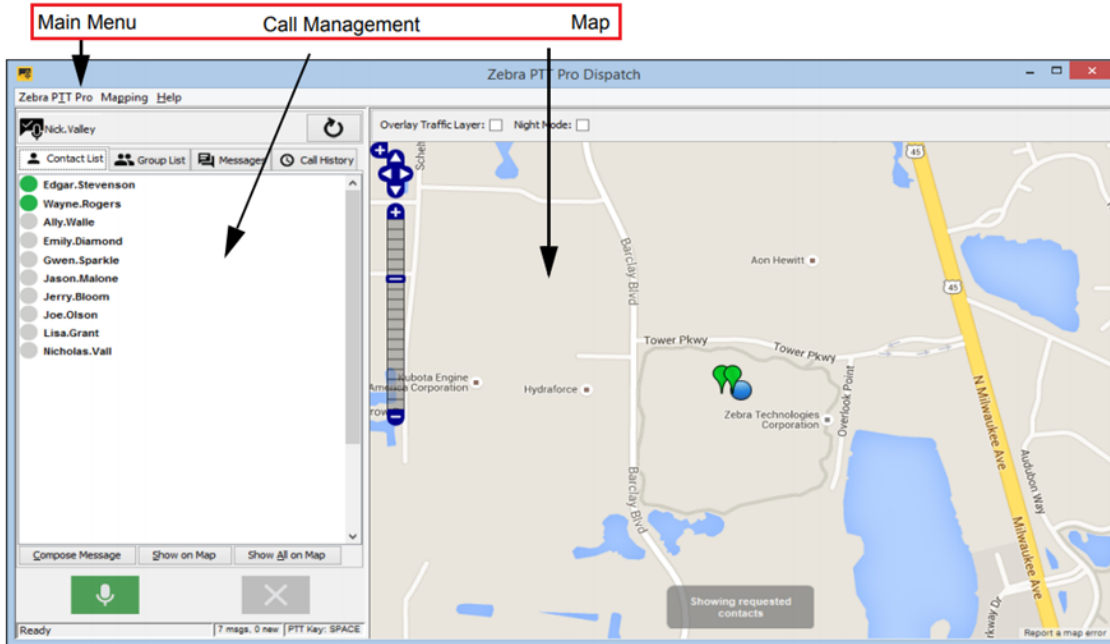 Main Menu Call Management Map
Zebra PTT Pro Dispatch
Zebra PTT Pro Mapping Help
Nick.Valley
Overlay Traffic Layer: Night Mode:
Contact List Group List Messages Call History
Edgar.Stevenson
Wayne.Rogers
Ally.Walle
Emily.Diamond
Gwen.Sparkle
Jason.Malone
Jerry.Bloom
Joe.Olson
Lisa.Grant
Nicholas.Vall
Compose Message Show on Map Show All on Map
Ready 7 msgs, 0 new PTT Key: SPACE
45
Barclay Blvd
Aon Hewitt
45
Tower Pkwy
Tower Pkwy
Kubota Engine
America Corporation
Hydraforce
Zebra Technologies
Corporation
Overlook Point
N Milwaukee Ave
Barclay Blvd
Audubon Way
Milwaukee Ave
Showing requested
contacts
Report a map error